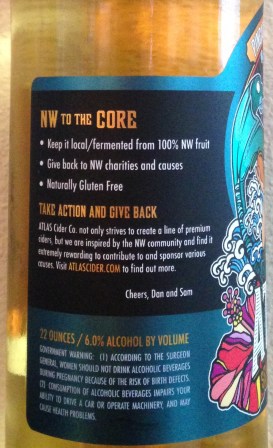 NW TO THE CORE
• Keep it local/fermented from 100% NW fruit
• Give back to NW charities and causes
• Naturally Gluten Free
TAKE ACTION AND GIVE BACK
ATLAS Cider Co. not only strives to create a line of premium
ciders, but we are inspired by the NW community and find it
extremely rewarding to contribute to and sponsor various
causes. Visit ATLASCIDER.COM to find out more.
Cheers, Dan and Sam
22 OUNCES / 6.0% ALCOHOL BY VOLUME
GOVERNMENT WARNING: (1) ACCORDING TO THE SURGEON
GENERAL, WOMEN SHOULD NOT DRINK ALCOHOLIC BEVERAGES
DURING PREGNANCY BECAUSE OF THE RISK OF BIRTH DEFECTS.
(2) CONSUMPTION OF ALCOHOLIC BEVERAGES IMPAIRS YOUR
ABILITY TO DRIVE A CAR OR OPERATE MACHINERY, AND MAY
CAUSE HEALTH PROBLEMS.